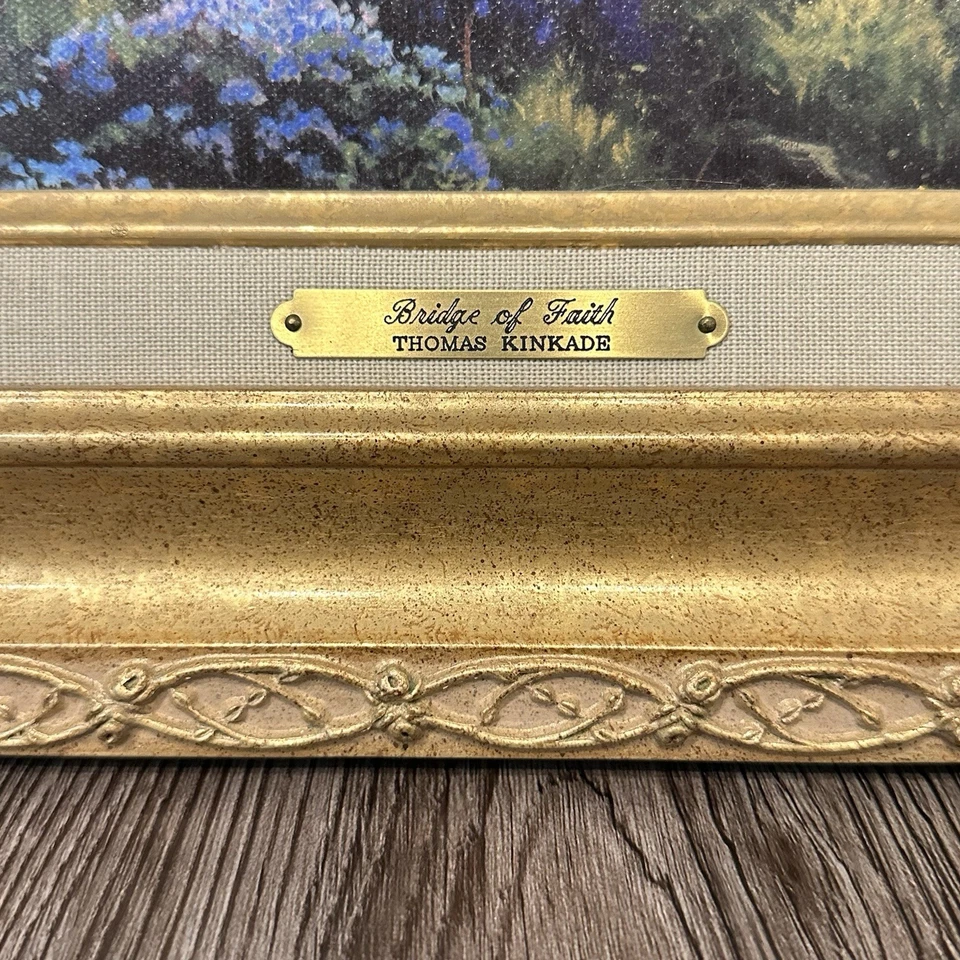 Bridge of Faith
THOMAS KINKADE